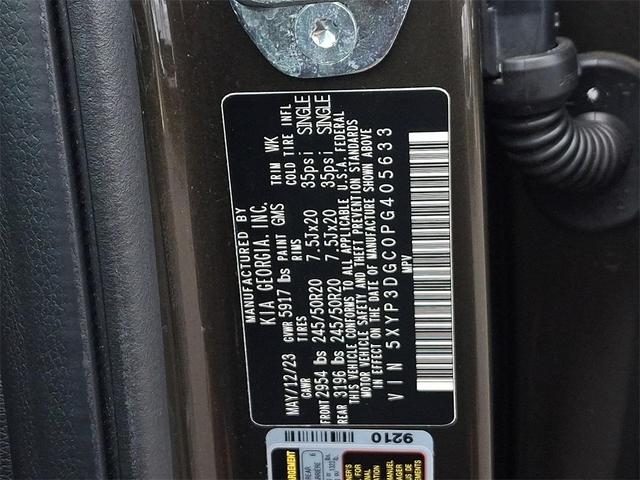 MANUFACTURED BY
KIA GEORGIA, INC.
MAY/12/23 GVWR 5917 lbs PAINT GMS TRIM WK
GAWR TIRES RIMS COLD TIRE INFL
FRONT 2954 lbs 245/50R20 7.5Jx20 35psi SINGLE
REAR 3196 lbs 245/50R20 7.5Jx20 35psi SINGLE
THIS VEHICLE CONFORMS TO ALL APPLICABLE U.S.A. FEDERAL
MOTOR VEHICLE SAFETY AND THEFT PREVENTION STANDARDS
IN EFFECT ON THE DATE OF MANUFACTURE SHOWN ABOVE
VIN 5XYP3DGC0PG405633
MPV
9210